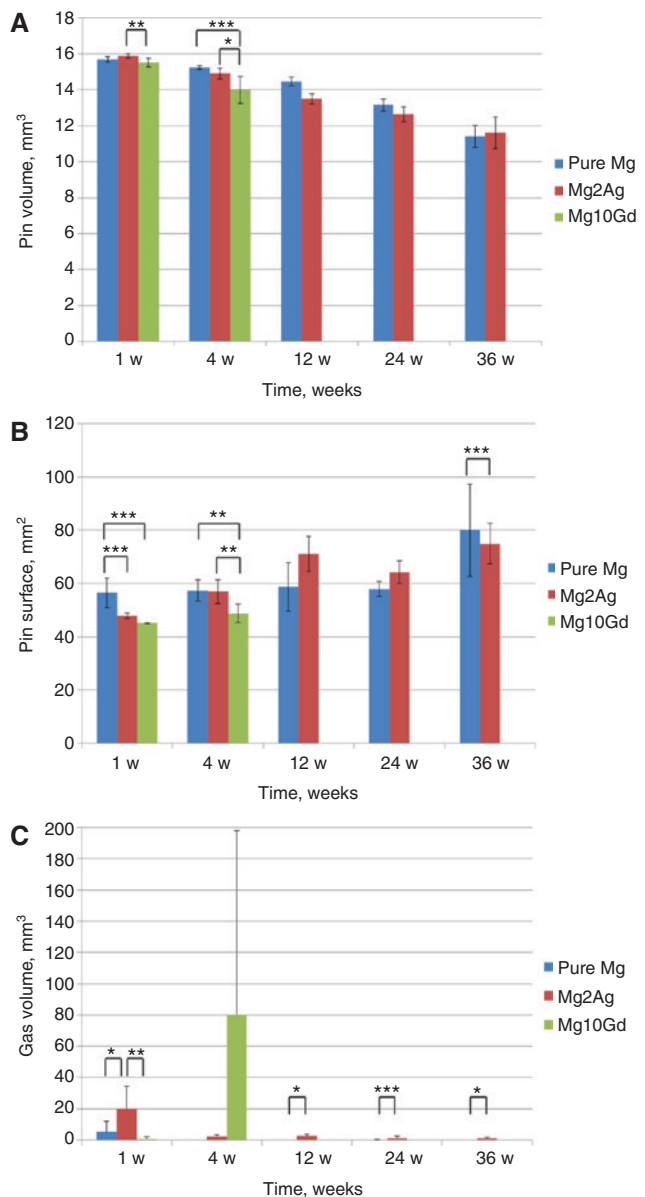 A
Pin volume, mm³
18
16
14
12
10
8
6
4
2
0
** *** *
1 w 4 w 12 w 24 w 36 w
Time, weeks
Pure Mg
Mg2Ag
Mg10Gd
B
Pin surface, mm²
120
100
80
60
40
20
0
*** *** ** ** ***
1 w 4 w 12 w 24 w 36 w
Time, weeks
Pure Mg
Mg2Ag
Mg10Gd
C
Gas volume, mm³
200
180
160
140
120
100
80
60
40
20
0
* ** * *** *
1 w 4 w 12 w 24 w 36 w
Time, weeks
Pure Mg
Mg2Ag
Mg10Gd